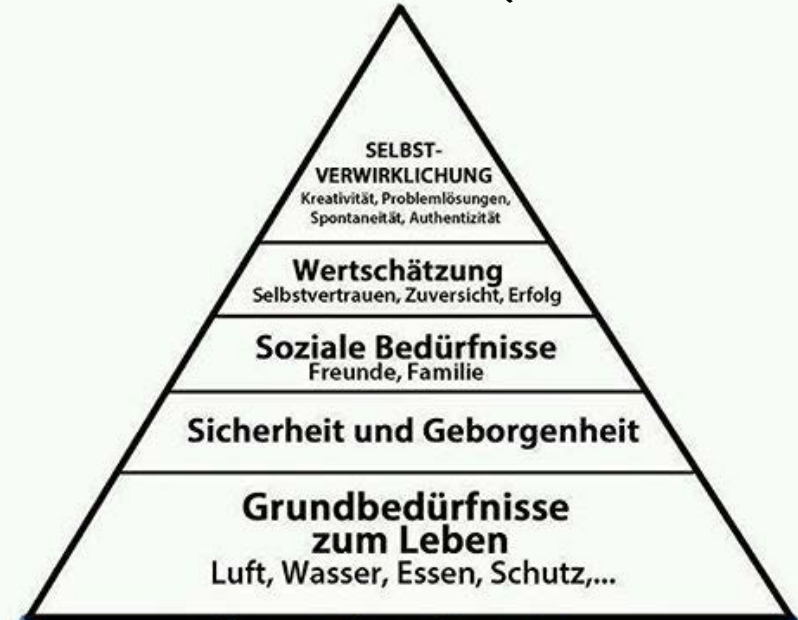 SELBST-
VERWIRKLICHUNG
Kreativität, Problemlösungen,
Spontaneität, Authentizität
Wertschätzung
Selbstvertrauen, Zuversicht, Erfolg
Soziale Bedürfnisse
Freunde, Familie
Sicherheit und Geborgenheit
Grundbedürfnisse
zum Leben
Luft, Wasser, Essen, Schutz,...